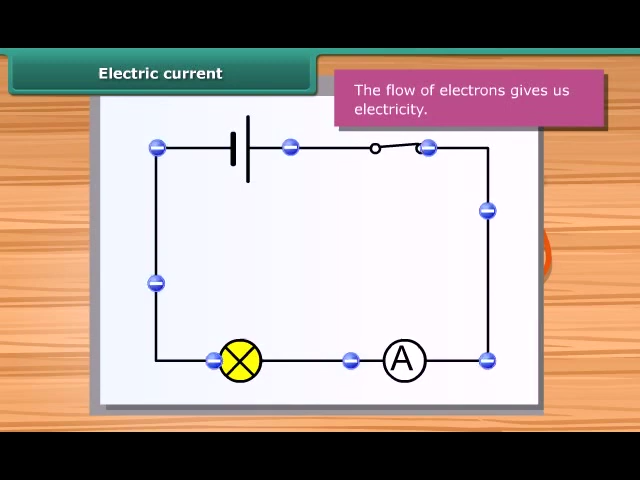 Electric current
The flow of electrons gives us
electricity.
A